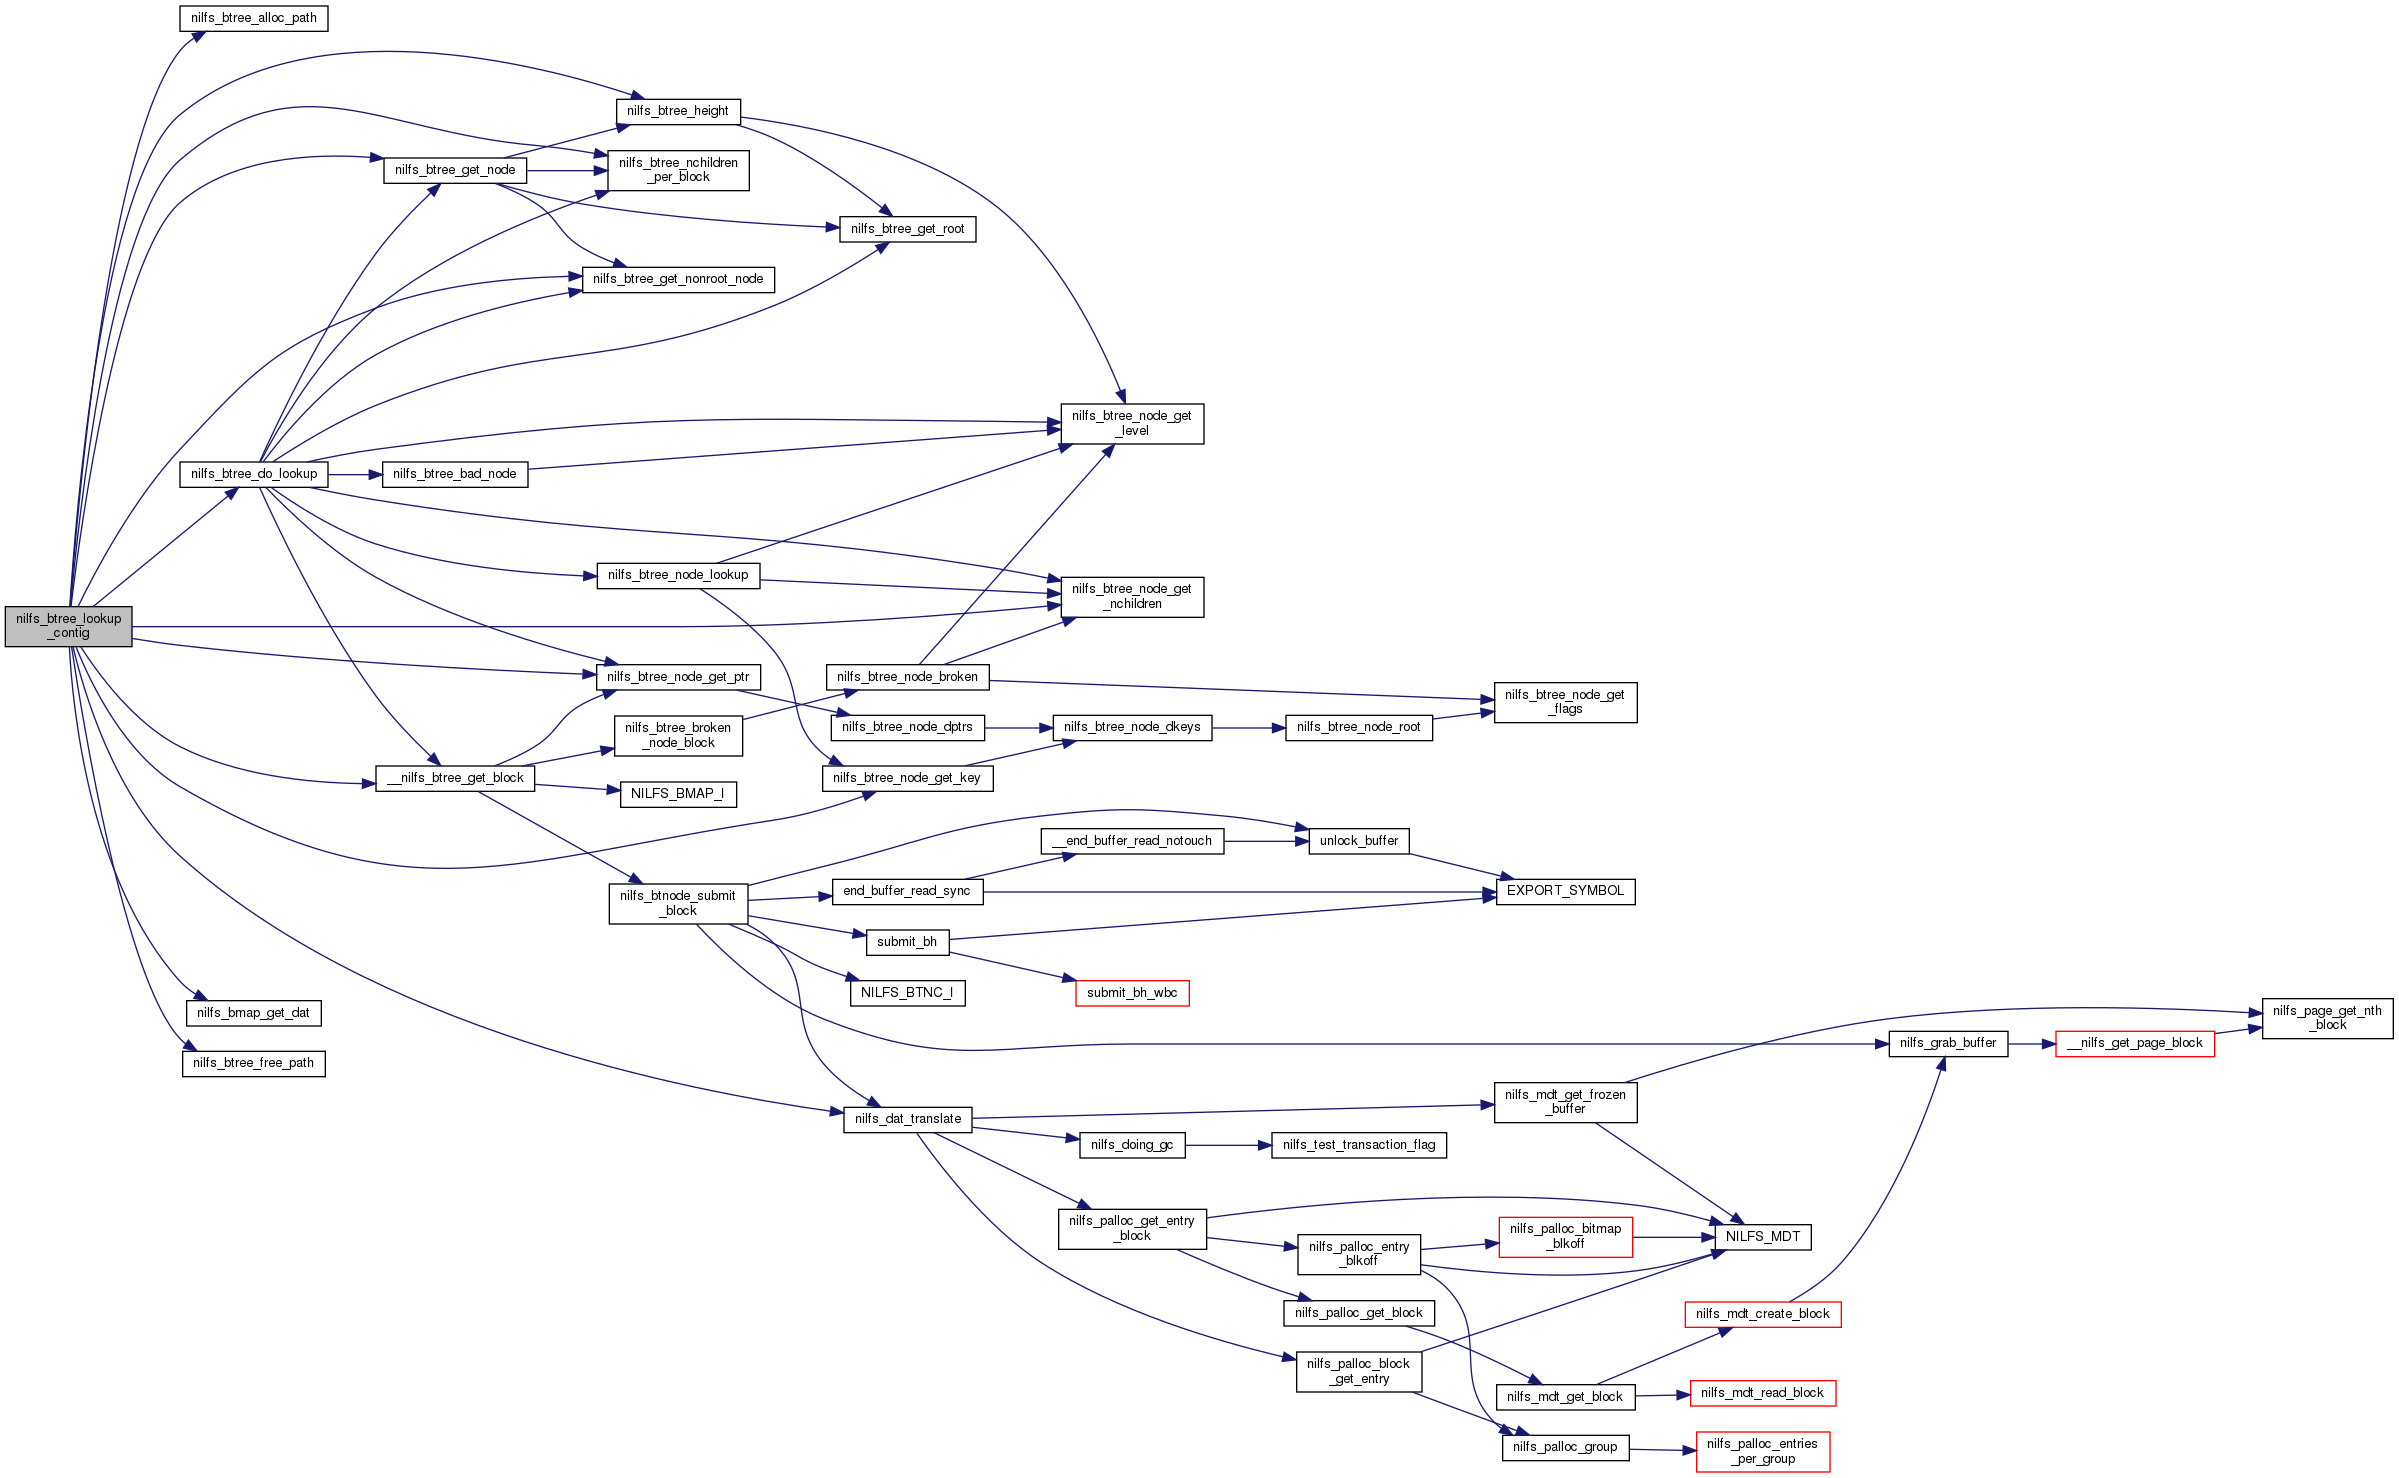 nilfs_btree_alloc_path
nilfs_btree_height
nilfs_btree_nchildren
_per_block
nilfs_btree_get_node
nilfs_btree_get_root
nilfs_btree_get_nonroot_node
nilfs_btree_node_get
_level
nilfs_btree_do_lookup
nilfs_btree_bad_node
nilfs_btree_node_lookup
nilfs_btree_node_get
_nchildren
nilfs_btree_lookup
_contig
nilfs_btree_node_get_ptr
nilfs_btree_node_broken
nilfs_btree_node_get
_flags
nilfs_btree_broken
_node_block
nilfs_btree_node_dptrs
nilfs_btree_node_dkeys
nilfs_btree_node_root
__nilfs_btree_get_block
nilfs_btree_node_get_key
NILFS_BMAP_I
__end_buffer_read_notouch
unlock_buffer
nilfs_btnode_submit
_block
end_buffer_read_sync
EXPORT_SYMBOL
submit_bh
NILFS_BTNC_I
submit_bh_wbc
nilfs_bmap_get_dat
nilfs_page_get_nth
_block
nilfs_grab_buffer
__nilfs_get_page_block
nilfs_btree_free_path
nilfs_mdt_get_frozen
_buffer
nilfs_dat_translate
nilfs_doing_gc
nilfs_test_transaction_flag
nilfs_palloc_get_entry
_block
nilfs_palloc_entry
_blkoff
nilfs_palloc_bitmap
_blkoff
NILFS_MDT
nilfs_palloc_get_block
nilfs_mdt_create_block
nilfs_palloc_block
_get_entry
nilfs_mdt_get_block
nilfs_mdt_read_block
nilfs_palloc_group
nilfs_palloc_entries
_per_group